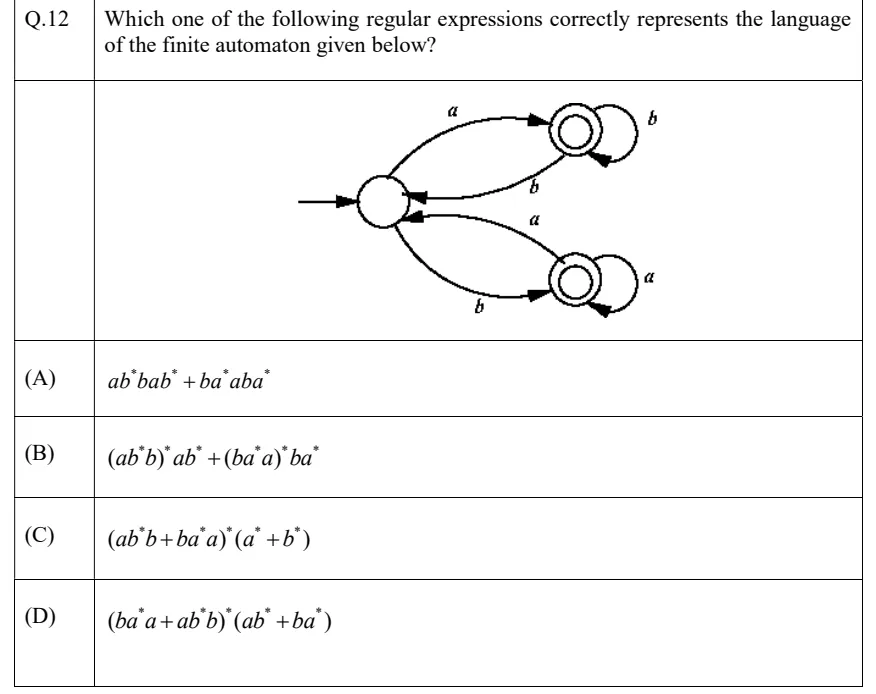 Q.12 Which one of the following regular expressions correctly represents the language
of the finite automaton given below?
a
b
b
a
a
b
(A) ab*bab* + ba*aba*
(B) (ab*b)*ab* + (ba*a)*ba*
(C) (ab*b + ba*a)*(a* + b*)
(D) (ba*a + ab*b)*(ab* + ba*)